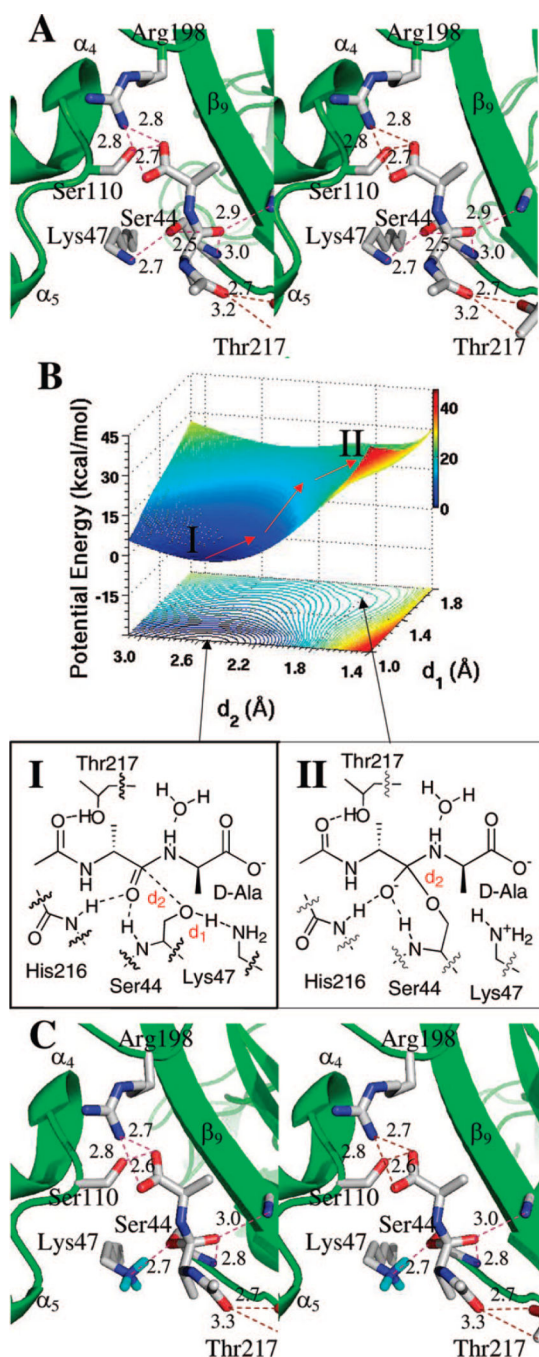 A
Arg198
α4
β9
2.8
2.8
2.7
Ser110
Ser44
2.9
Lys47
2.5
3.0
2.7
2.7
α5
3.2
Thr217
Arg198
α4
β9
2.8
2.8
2.7
Ser110
Ser44
2.9
Lys47
2.5
3.0
2.7
2.7
α5
3.2
Thr217
B
Potential Energy (kcal/mol)
45
30
15
0
-15
I
II
40
20
0
3.0
2.6
2.2
1.8
1.4
d2 (Å)
1.0
1.4
1.8
d1 (Å)
I
Thr217
O
HO
H
O
H
H
N
H
O
N
H
O
O-
D-Ala
d2
O
H
d1
O
N
H
H
N
NH2
His216
Ser44
Lys47
II
Thr217
O
HO
H
O
H
H
N
H
O
N
H
O
O-
D-Ala
d2
O
O
O
N
H
H
N
H
N+H2
His216
Ser44
Lys47
C
Arg198
α4
β9
2.7
2.8
2.6
Ser110
Ser44
3.0
Lys47
2.7
2.8
2.7
α5
3.3
Thr217
Arg198
α4
β9
2.7
2.8
2.6
Ser110
Ser44
3.0
Lys47
2.7
2.8
2.7
α5
3.3
Thr217